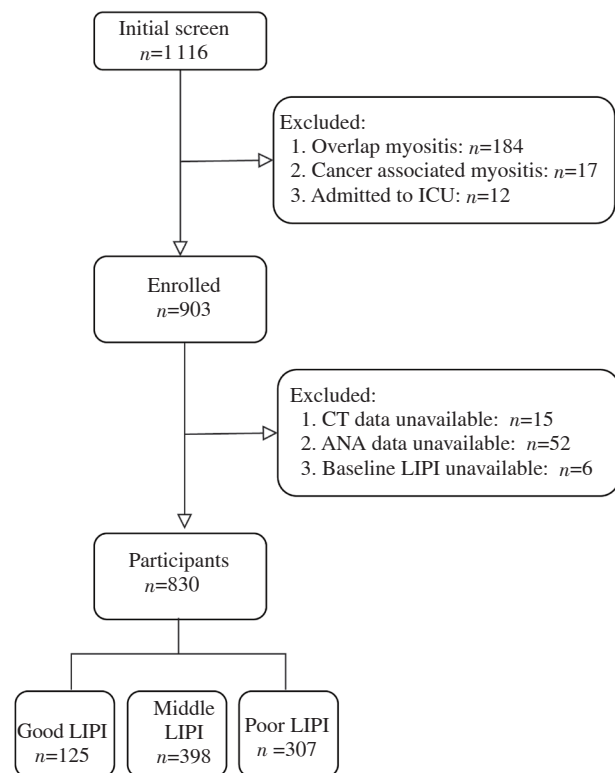 Initial screen
n=1 116
Excluded:
1. Overlap myositis: n=184
2. Cancer associated myositis: n=17
3. Admitted to ICU: n=12
Enrolled
n=903
Excluded:
1. CT data unavailable: n=15
2. ANA data unavailable: n=52
3. Baseline LIPI unavailable: n=6
Participants
n=830
Good LIPI
n=125
Middle
LIPI
n=398
Poor LIPI
n =307